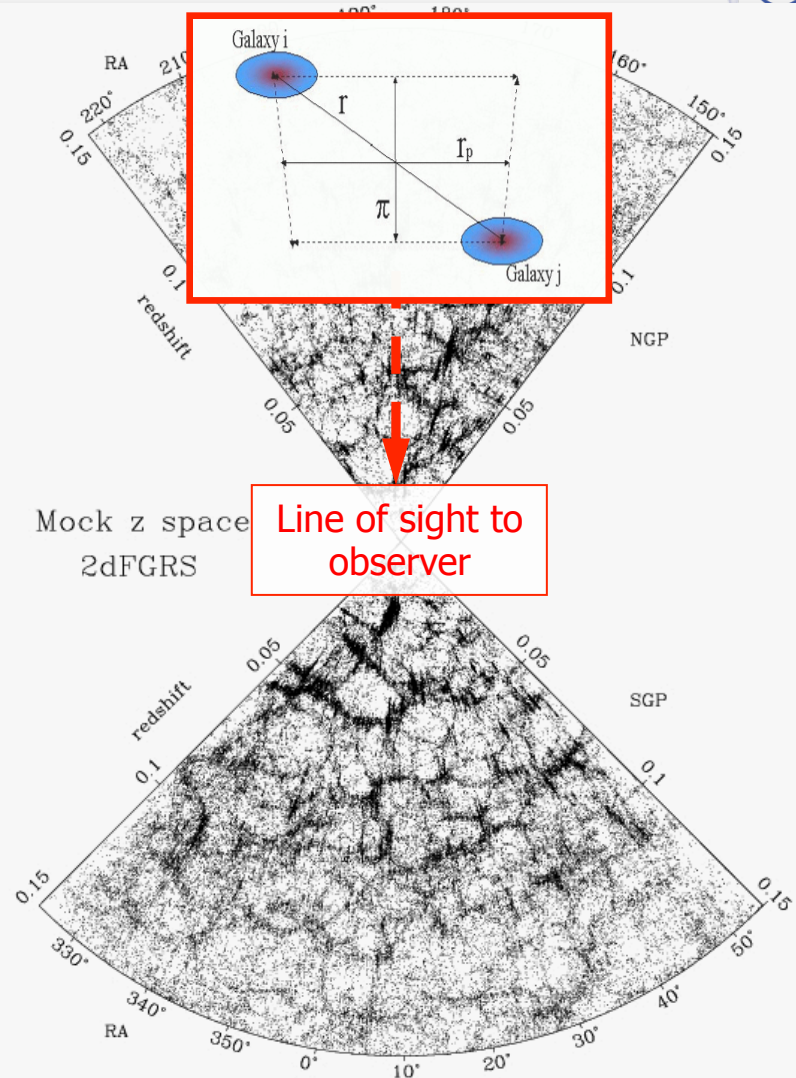 Galaxy i
r
rₚ
π
Galaxy j
RA
210
160°
220°
150°
0.15
0.15
0.1
0.1
redshift
NGP
0.05
0.05
Mock z space
2dFGRS
Line of sight to
observer
0.05
0.05
redshift
SGP
0.1
0.1
0.15
0.15
330°
50°
340°
40°
RA
350°
30°
0°
20°
10°